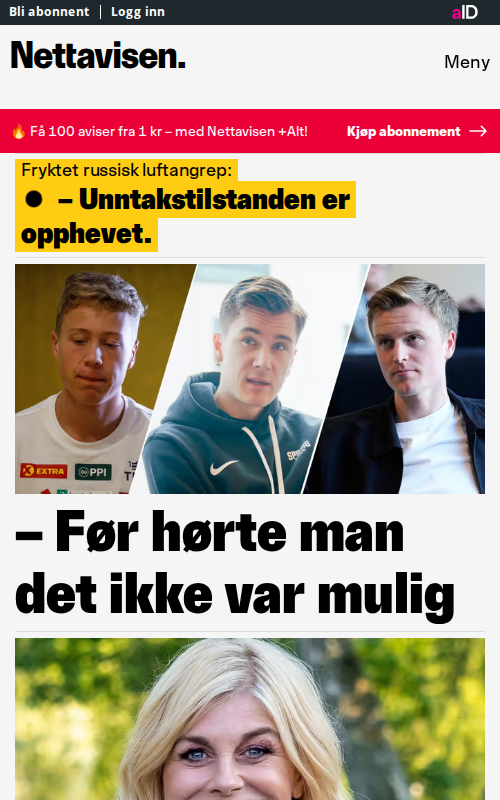 Bli abonnent | Logg inn
aID
Nettavisen.
Meny
🔥 Få 100 aviser fra 1 kr – med Nettavisen +Alt!
Kjøp abonnement →
Fryktet russisk luftangrep:
● – Unntakstilstanden er
opphevet.
EXTRA
PPI
– Før hørte man
det ikke var mulig